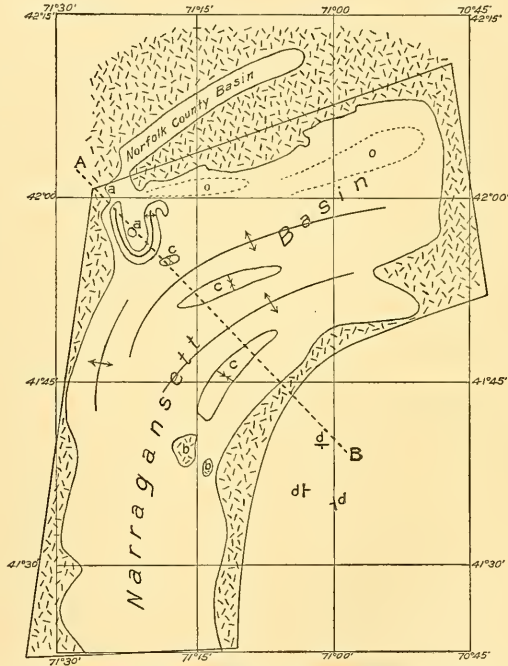 71°30' 71°15' 71°00' 70°45'
42°15' 42°15'
Norfolk County Basin
A
a
o
o
42°00' 42°00'
a
c
Basin
c
c
41°45' 41°45'
Narragansett
b
b
d
B
d
d
41°30' 41°30'
71°30' 71°15' 71°00' 70°45'